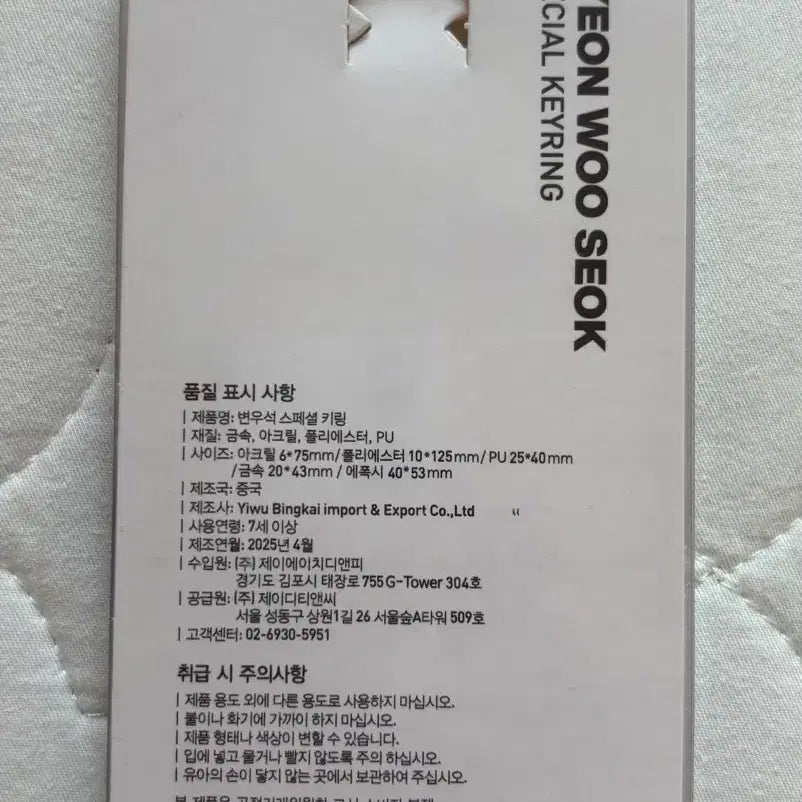 YEON WOO SEOK
ECIAL KEYRING
품질 표시 사항
| 제품명: 변우석 스페셜 키링
| 재질: 금속, 아크릴, 폴리에스터, PU
| 사이즈: 아크릴 6*75mm/폴리에스터 10*125mm/ PU 25*40mm
/금속 20*43mm / 에폭시 40*53mm
| 제조국: 중국
| 제조사: Yiwu Bingkai import & Export Co.,Ltd
| 사용연령: 7세 이상
| 제조연월: 2025년 4월
| 수입원: (주) 제이에이치디앤피
경기도 김포시 태장로 755 G-Tower 304호
| 공급원: (주) 제이디티앤씨
서울 성동구 상원1길 26 서울숲A타워 509호
| 고객센터: 02-6930-5951
취급 시 주의사항
| 제품 용도 외에 다른 용도로 사용하지 마십시오.
| 불이나 화기에 가까이 하지 마십시오.
| 제품 형태나 색상이 변할 수 있습니다.
| 입에 넣고 물거나 빨지 않도록 주의 하십시오.
| 유아의 손이 닿지 않는 곳에서 보관하여 주십시오.